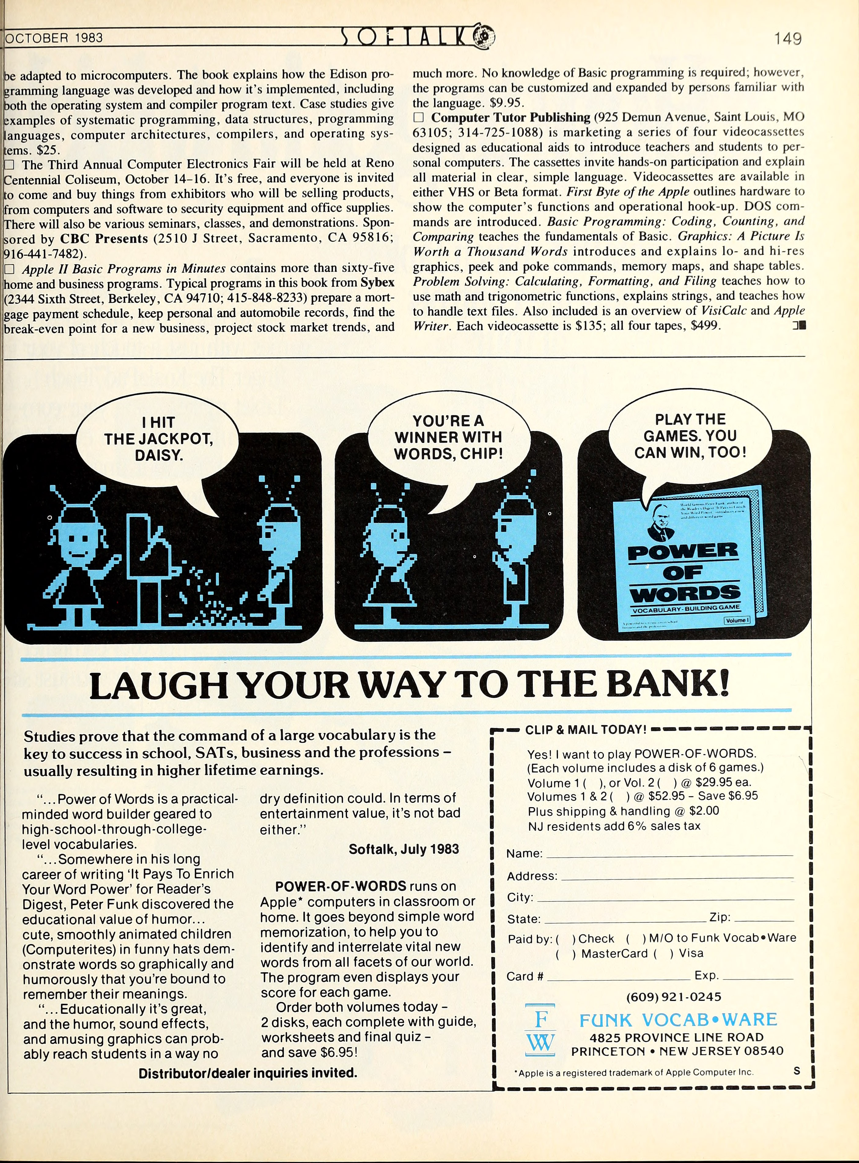 OCTOBER 1983
SOFTALK
149
be adapted to microcomputers. The book explains how the Edison pro-
gramming language was developed and how it's implemented, including
both the operating system and compiler program text. Case studies give
examples of systematic programming, data structures, programming
languages, computer architectures, compilers, and operating sys-
tems. $25.
□ The Third Annual Computer Electronics Fair will be held at Reno
Centennial Coliseum, October 14–16. It's free, and everyone is invited
to come and buy things from exhibitors who will be selling products,
from computers and software to security equipment and office supplies.
There will also be various seminars, classes, and demonstrations. Spon-
sored by CBC Presents (2510 J Street, Sacramento, CA 95816;
916-441-7482).
□ Apple II Basic Programs in Minutes contains more than sixty-five
home and business programs. Typical programs in this book from Sybex
(2344 Sixth Street, Berkeley, CA 94710; 415-848-8233) prepare a mort-
gage payment schedule, keep personal and automobile records, find the
break-even point for a new business, project stock market trends, and
much more. No knowledge of Basic programming is required; however,
the programs can be customized and expanded by persons familiar with
the language. $9.95.
□ Computer Tutor Publishing (925 Demun Avenue, Saint Louis, MO
63105; 314-725-1088) is marketing a series of four videocassettes
designed as educational aids to introduce teachers and students to per-
sonal computers. The cassettes invite hands-on participation and explain
all material in clear, simple language. Videocassettes are available in
either VHS or Beta format. First Byte of the Apple outlines hardware to
show the computer's functions and operational hook-up. DOS com-
mands are introduced. Basic Programming: Coding, Counting, and
Comparing teaches the fundamentals of Basic. Graphics: A Picture Is
Worth a Thousand Words introduces and explains lo- and hi-res
graphics, peek and poke commands, memory maps, and shape tables.
Problem Solving: Calculating, Formatting, and Filing teaches how to
use math and trigonometric functions, explains strings, and teaches how
to handle text files. Also included is an overview of VisiCalc and Apple
Writer. Each videocassette is $135; all four tapes, $499.
I HIT
THE JACKPOT,
DAISY.
YOU'RE A
WINNER WITH
WORDS, CHIP!
PLAY THE
GAMES. YOU
CAN WIN, TOO!
POWER
OF
WORDS
VOCABULARY-BUILDING GAME
Volume I
LAUGH YOUR WAY TO THE BANK!
Studies prove that the command of a large vocabulary is the
key to success in school, SATs, business and the professions –
usually resulting in higher lifetime earnings.
"...Power of Words is a practical-
minded word builder geared to
high-school-through-college-
level vocabularies.
"...Somewhere in his long
career of writing 'It Pays To Enrich
Your Word Power' for Reader's
Digest, Peter Funk discovered the
educational value of humor...
cute, smoothly animated children
(Computerites) in funny hats dem-
onstrate words so graphically and
humorously that you're bound to
remember their meanings.
"...Educationally it's great,
and the humor, sound effects,
and amusing graphics can prob-
ably reach students in a way no
dry definition could. In terms of
entertainment value, it's not bad
either."
Softalk, July 1983
POWER-OF-WORDS runs on
Apple* computers in classroom or
home. It goes beyond simple word
memorization, to help you to
identify and interrelate vital new
words from all facets of our world.
The program even displays your
score for each game.
Order both volumes today –
2 disks, each complete with guide,
worksheets and final quiz –
and save $6.95!
Distributor/dealer inquiries invited.
CLIP & MAIL TODAY!
Yes! I want to play POWER-OF-WORDS.
(Each volume includes a disk of 6 games.)
Volume 1 ( ), or Vol. 2 ( ) @ $29.95 ea.
Volumes 1 & 2 ( ) @ $52.95 – Save $6.95
Plus shipping & handling @ $2.00
NJ residents add 6% sales tax
Name:
Address:
City:
State: Zip:
Paid by: ( ) Check ( ) M/O to Funk Vocab•Ware
( ) MasterCard ( ) Visa
Card # Exp.
(609) 921-0245
FVW
FUNK VOCAB•WARE
4825 PROVINCE LINE ROAD
PRINCETON • NEW JERSEY 08540
*Apple is a registered trademark of Apple Computer Inc.
S